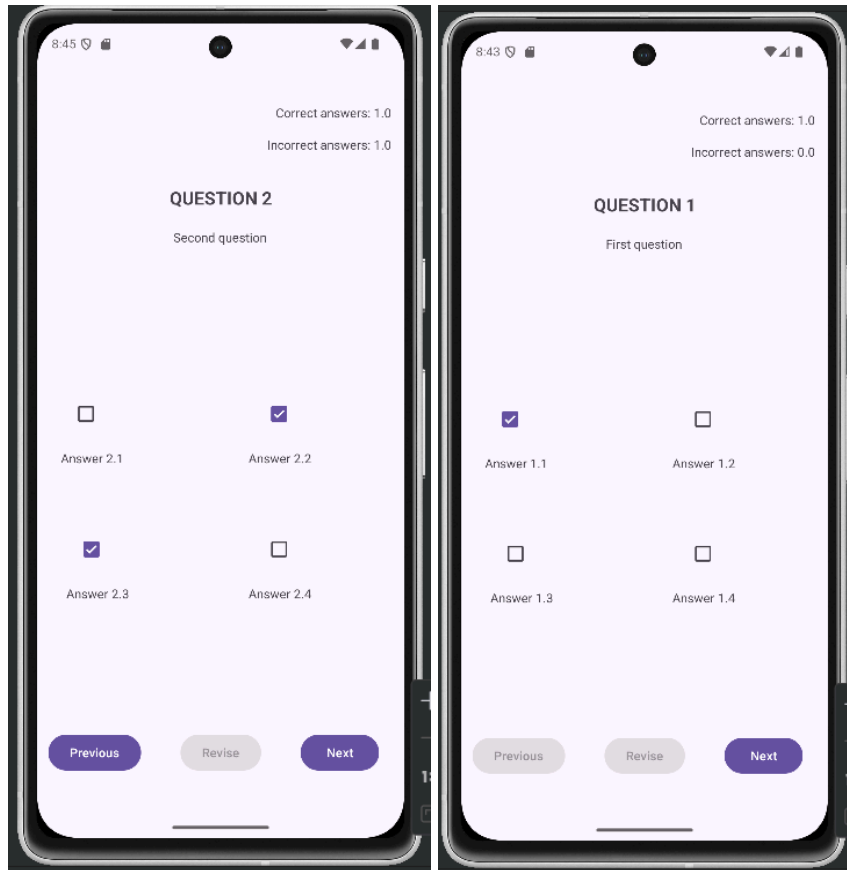 8:45
Correct answers: 1.0
Incorrect answers: 1.0
QUESTION 2
Second question
Answer 2.1 Answer 2.2
Answer 2.3 Answer 2.4
Previous Revise Next
8:43
Correct answers: 1.0
Incorrect answers: 0.0
QUESTION 1
First question
Answer 1.1 Answer 1.2
Answer 1.3 Answer 1.4
Previous Revise Next